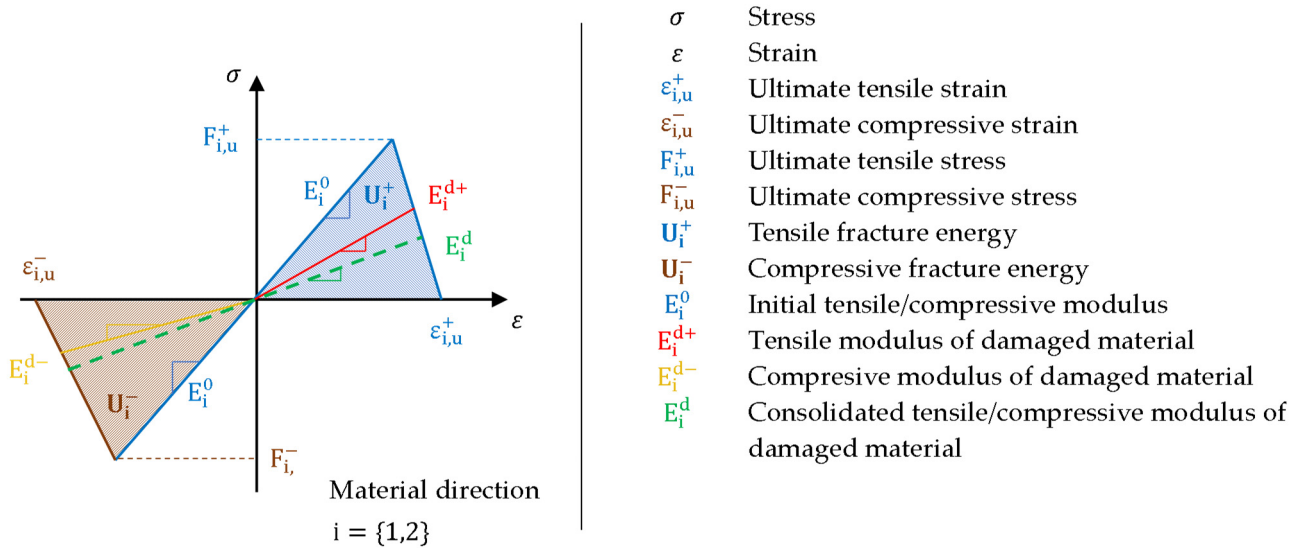 σ
F⁺i,u
E⁰i
U⁺i
E^d+i
E^di
ε⁻i,u
ε
ε⁺i,u
E^d−i
E⁰i
U⁻i
F⁻i,
Material direction
i = {1,2}
σ Stress
ε Strain
ε⁺i,u Ultimate tensile strain
ε⁻i,u Ultimate compressive strain
F⁺i,u Ultimate tensile stress
F⁻i,u Ultimate compressive stress
U⁺i Tensile fracture energy
U⁻i Compressive fracture energy
E⁰i Initial tensile/compressive modulus
E^d+i Tensile modulus of damaged material
E^d−i Compresive modulus of damaged material
E^di Consolidated tensile/compressive modulus of
damaged material